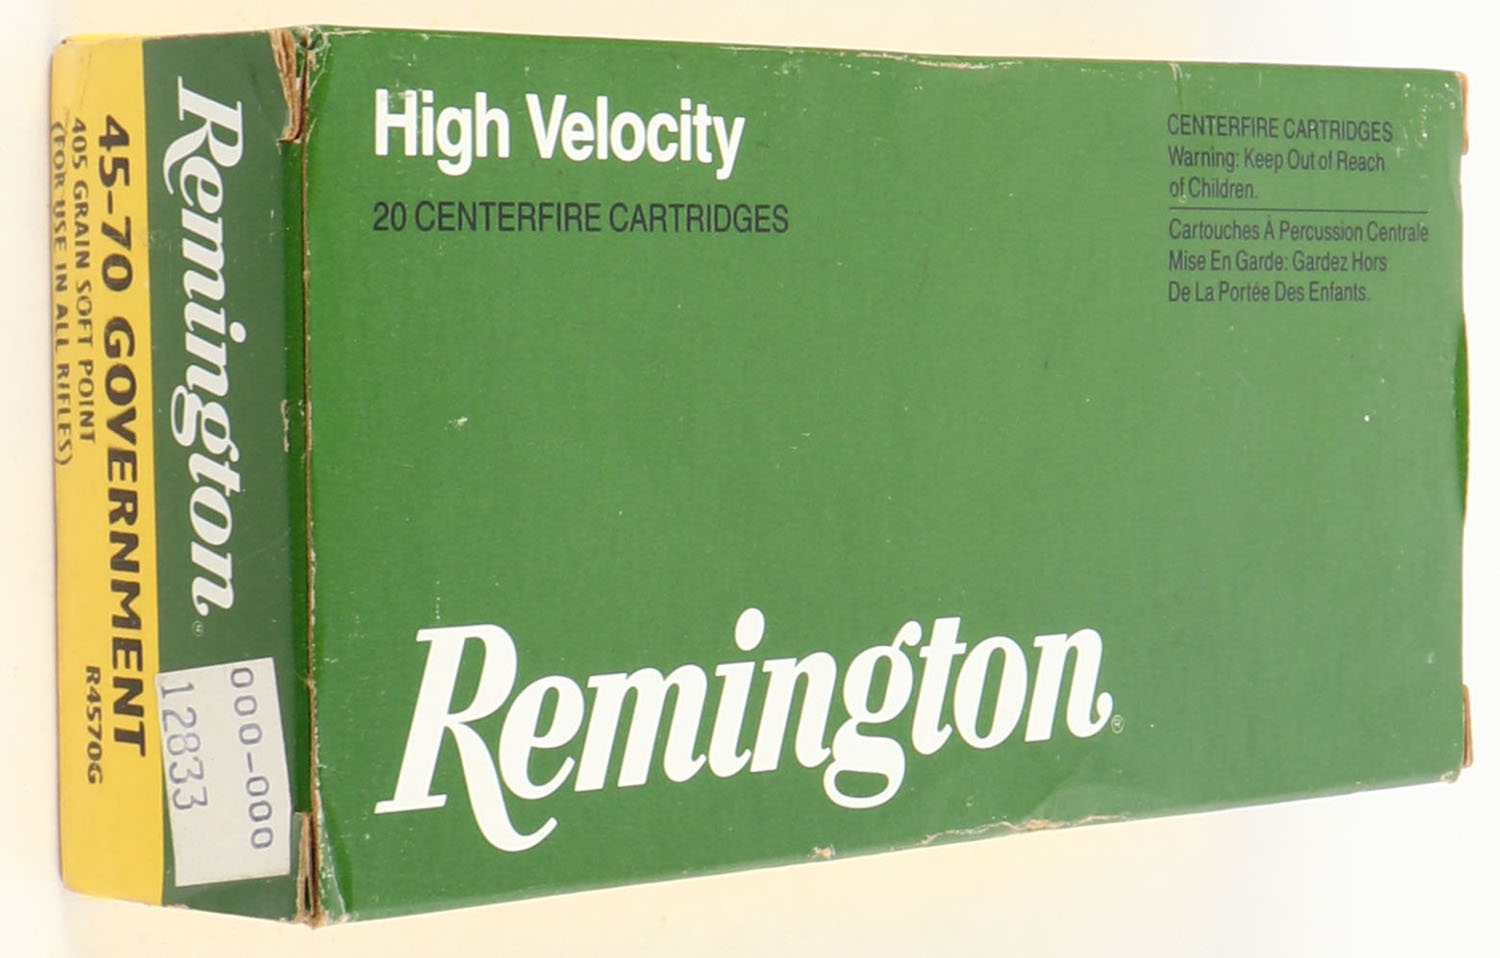 High Velocity
20 CENTERFIRE CARTRIDGES
CENTERFIRE CARTRIDGES
Warning: Keep Out of Reach
of Children.
Cartouches À Percussion Centrale
Mise En Garde: Gardez Hors
De La Portée Des Enfants.
Remington®
Remington®
45-70 GOVERNMENT
405 GRAIN SOFT POINT
(FOR USE IN ALL RIFLES)
R4570G
000-000
12833